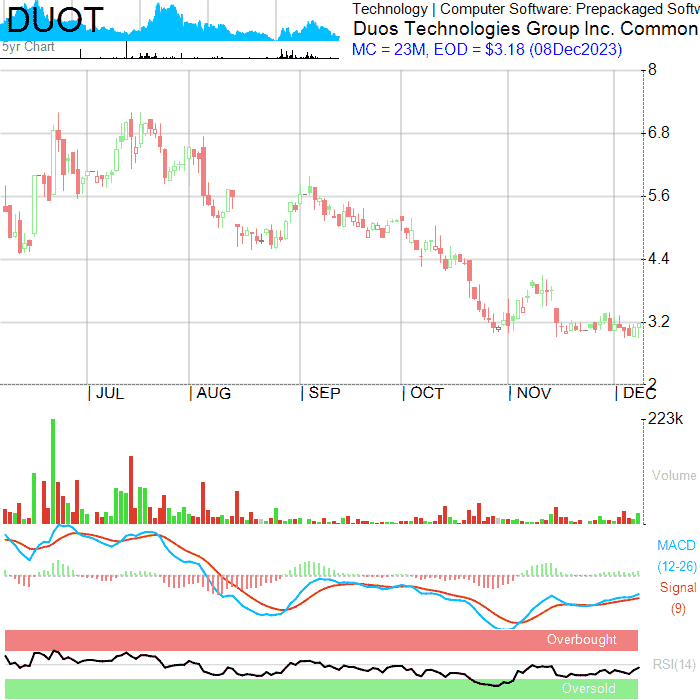 DUOT
5yr Chart
Technology | Computer Software: Prepackaged Softw
Duos Technologies Group Inc. Common
MC = 23M, EOD = $3.18 (08Dec2023)
8
6.8
5.6
4.4
3.2
2
JUL AUG SEP OCT NOV DEC
223k
Volume
MACD
(12-26)
Signal
(9)
Overbought
RSI(14)
Oversold